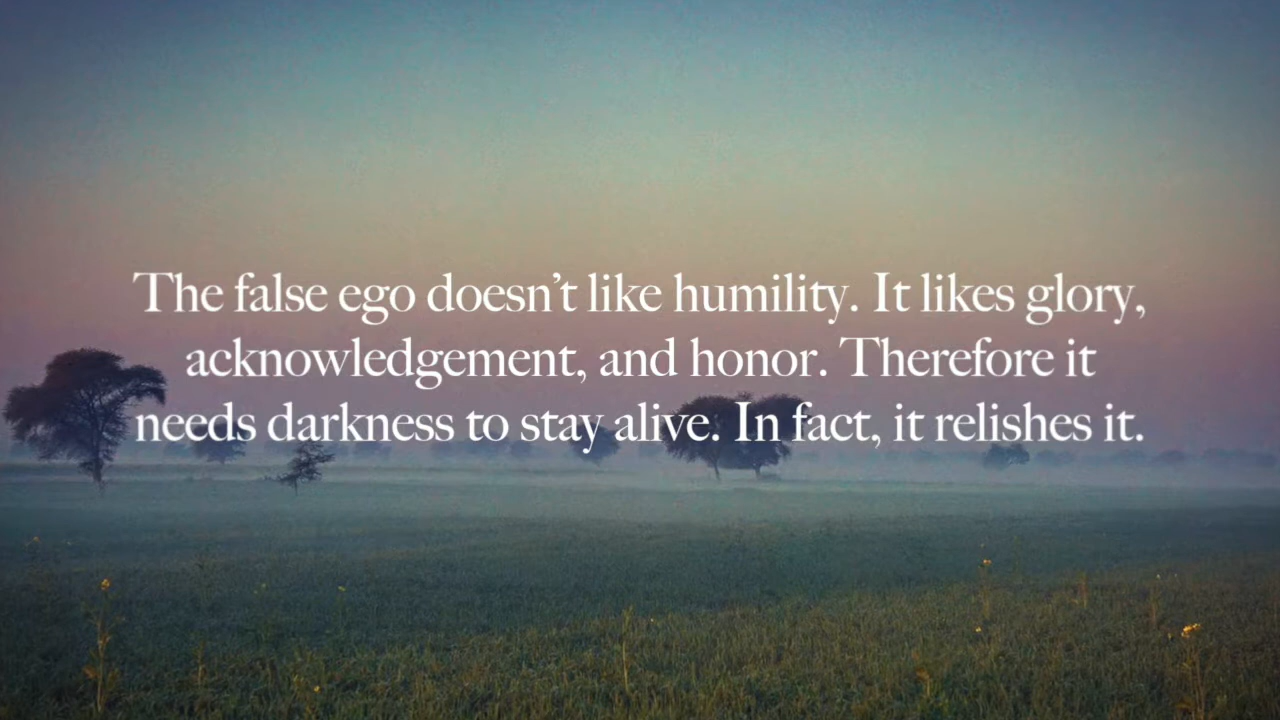 The false ego doesn't like humility. It likes glory,
acknowledgement, and honor. Therefore it
needs darkness to stay alive. In fact, it relishes it.